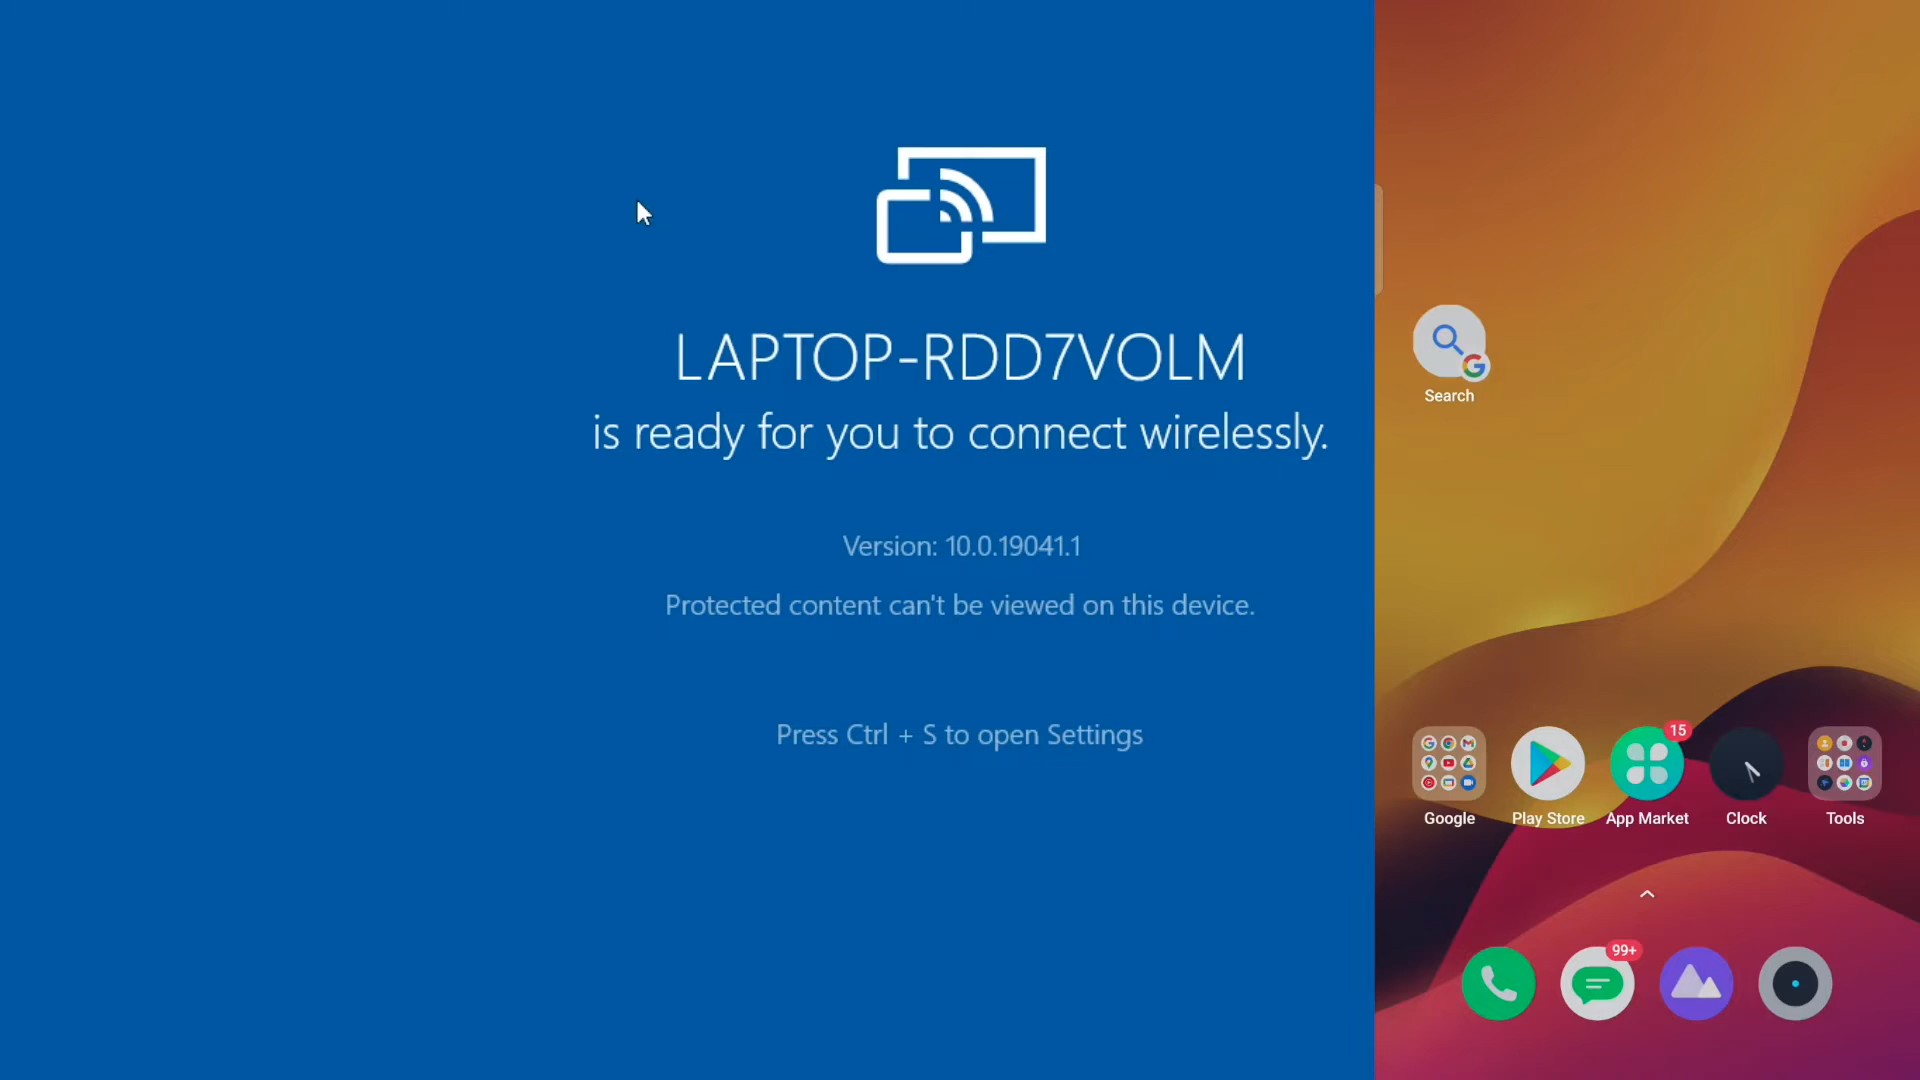 LAPTOP-RDD7VOLM
is ready for you to connect wirelessly.
Version: 10.0.19041.1
Protected content can't be viewed on this device.
Press Ctrl + S to open Settings
Search
15
Google
Play Store
App Market
Clock
Tools
99+